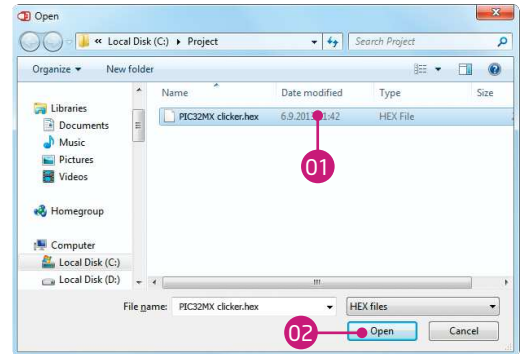 Open
« Local Disk (C:) ▸ Project
Search Project
Organize
New folder
Name
Date modified
Type
Size
Libraries
Documents
Music
Pictures
Videos
Homegroup
Computer
Local Disk (C:)
Local Disk (D:)
PIC32MX clicker.hex
HEX File
01
File name:
PIC32MX clicker.hex
HEX files
02
Open
Cancel